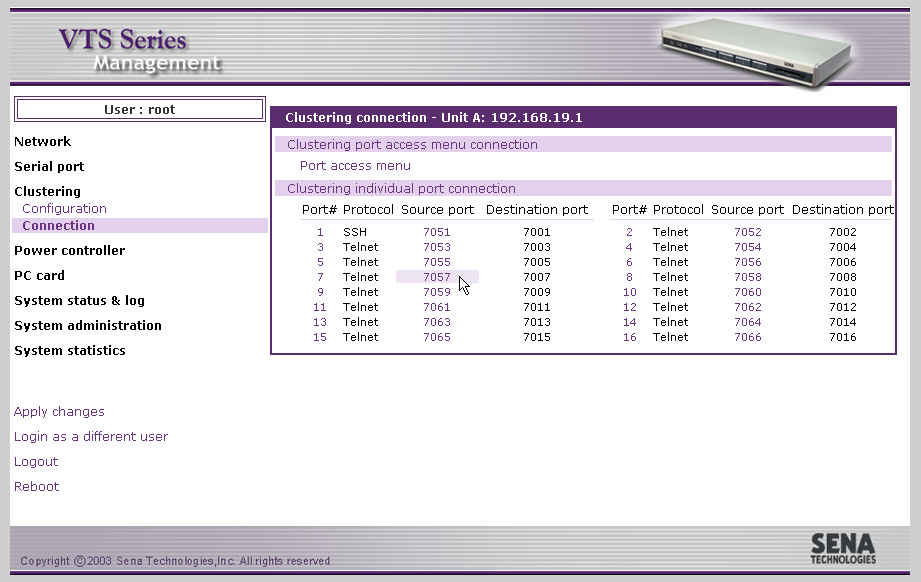 VTS Series
Management
SENA
User : root
Network
Serial port
Clustering
Configuration
Connection
Power controller
PC card
System status & log
System administration
System statistics
Apply changes
Login as a different user
Logout
Reboot
Clustering connection - Unit A: 192.168.19.1
Clustering port access menu connection
Port access menu
Clustering individual port connection
Port# Protocol Source port Destination port Port# Protocol Source port Destination port
1 SSH 7051 7001 2 Telnet 7052 7002
3 Telnet 7053 7003 4 Telnet 7054 7004
5 Telnet 7055 7005 6 Telnet 7056 7006
7 Telnet 7057 7007 8 Telnet 7058 7008
9 Telnet 7059 7009 10 Telnet 7060 7010
11 Telnet 7061 7011 12 Telnet 7062 7012
13 Telnet 7063 7013 14 Telnet 7064 7014
15 Telnet 7065 7015 16 Telnet 7066 7016
Copyright ©2003 Sena Technologies,Inc. All rights reserved
SENA
TECHNOLOGIES